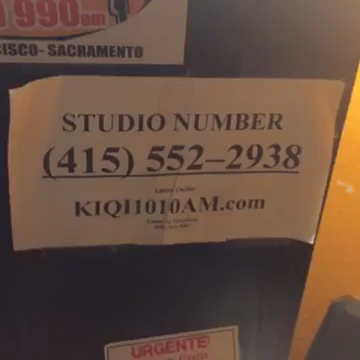 990am
ISCO- SACRAMENTO
STUDIO NUMBER
(415) 552–2938
KIQI1010AM.com
URGENTE